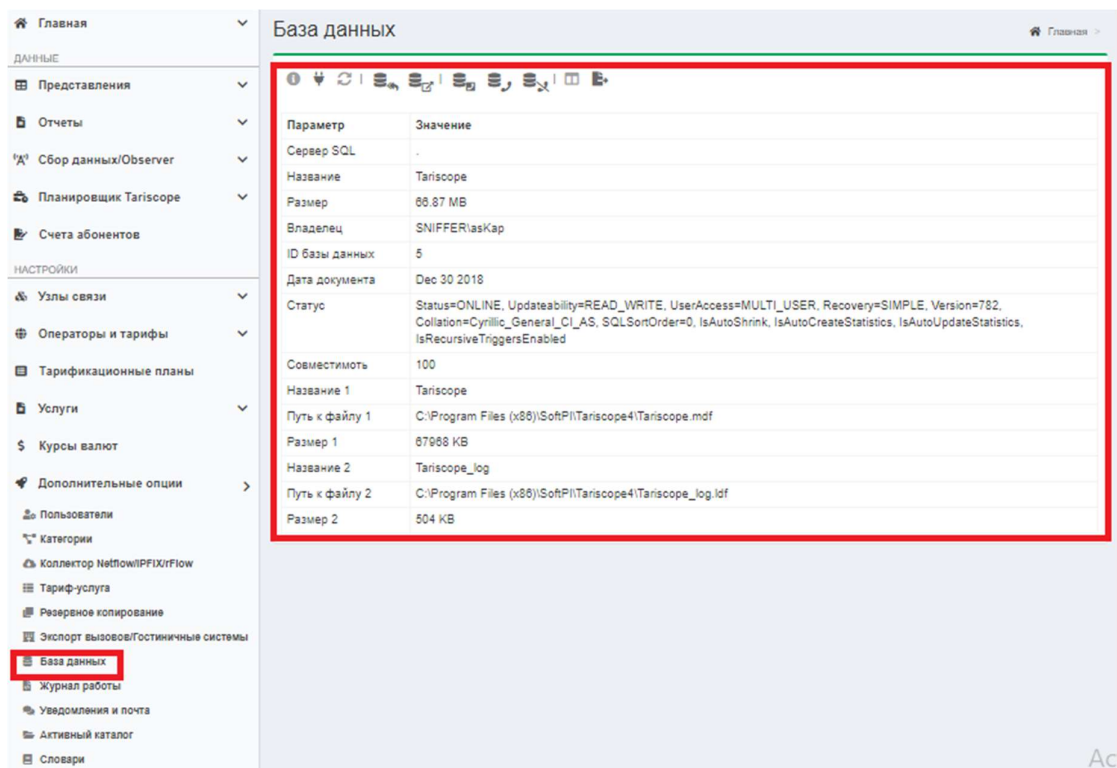 Главная
ДАННЫЕ
Представления
Отчеты
Сбор данных/Observer
Планировщик Tariscope
Счета абонентов
НАСТРОЙКИ
Узлы связи
Операторы и тарифы
Тарификационные планы
Услуги
Курсы валют
Дополнительные опции
Пользователи
Категории
Коллектор Netflow/IPFIX/rFlow
Тариф-услуга
Резервное копирование
Экспорт вызовов/Гостиничные системы
База данных
Журнал работы
Уведомления и почта
Активный каталог
Словари
База данных
Главная >
Параметр Значение
Сервер SQL .
Название Tariscope
Размер 66.87 MB
Владелец SNIFFER\asKap
ID базы данных 5
Дата документа Dec 30 2018
Статус Status=ONLINE, Updateability=READ_WRITE, UserAccess=MULTI_USER, Recovery=SIMPLE, Version=782,
Collation=Cyrillic_General_CI_AS, SQLSortOrder=0, IsAutoShrink, IsAutoCreateStatistics, IsAutoUpdateStatistics,
IsRecursiveTriggersEnabled
Совместимоть 100
Название 1 Tariscope
Путь к файлу 1 C:\Program Files (x86)\SoftPI\Tariscope4\Tariscope.mdf
Размер 1 67968 KB
Название 2 Tariscope_log
Путь к файлу 2 C:\Program Files (x86)\SoftPI\Tariscope4\Tariscope_log.ldf
Размер 2 504 KB
Ac